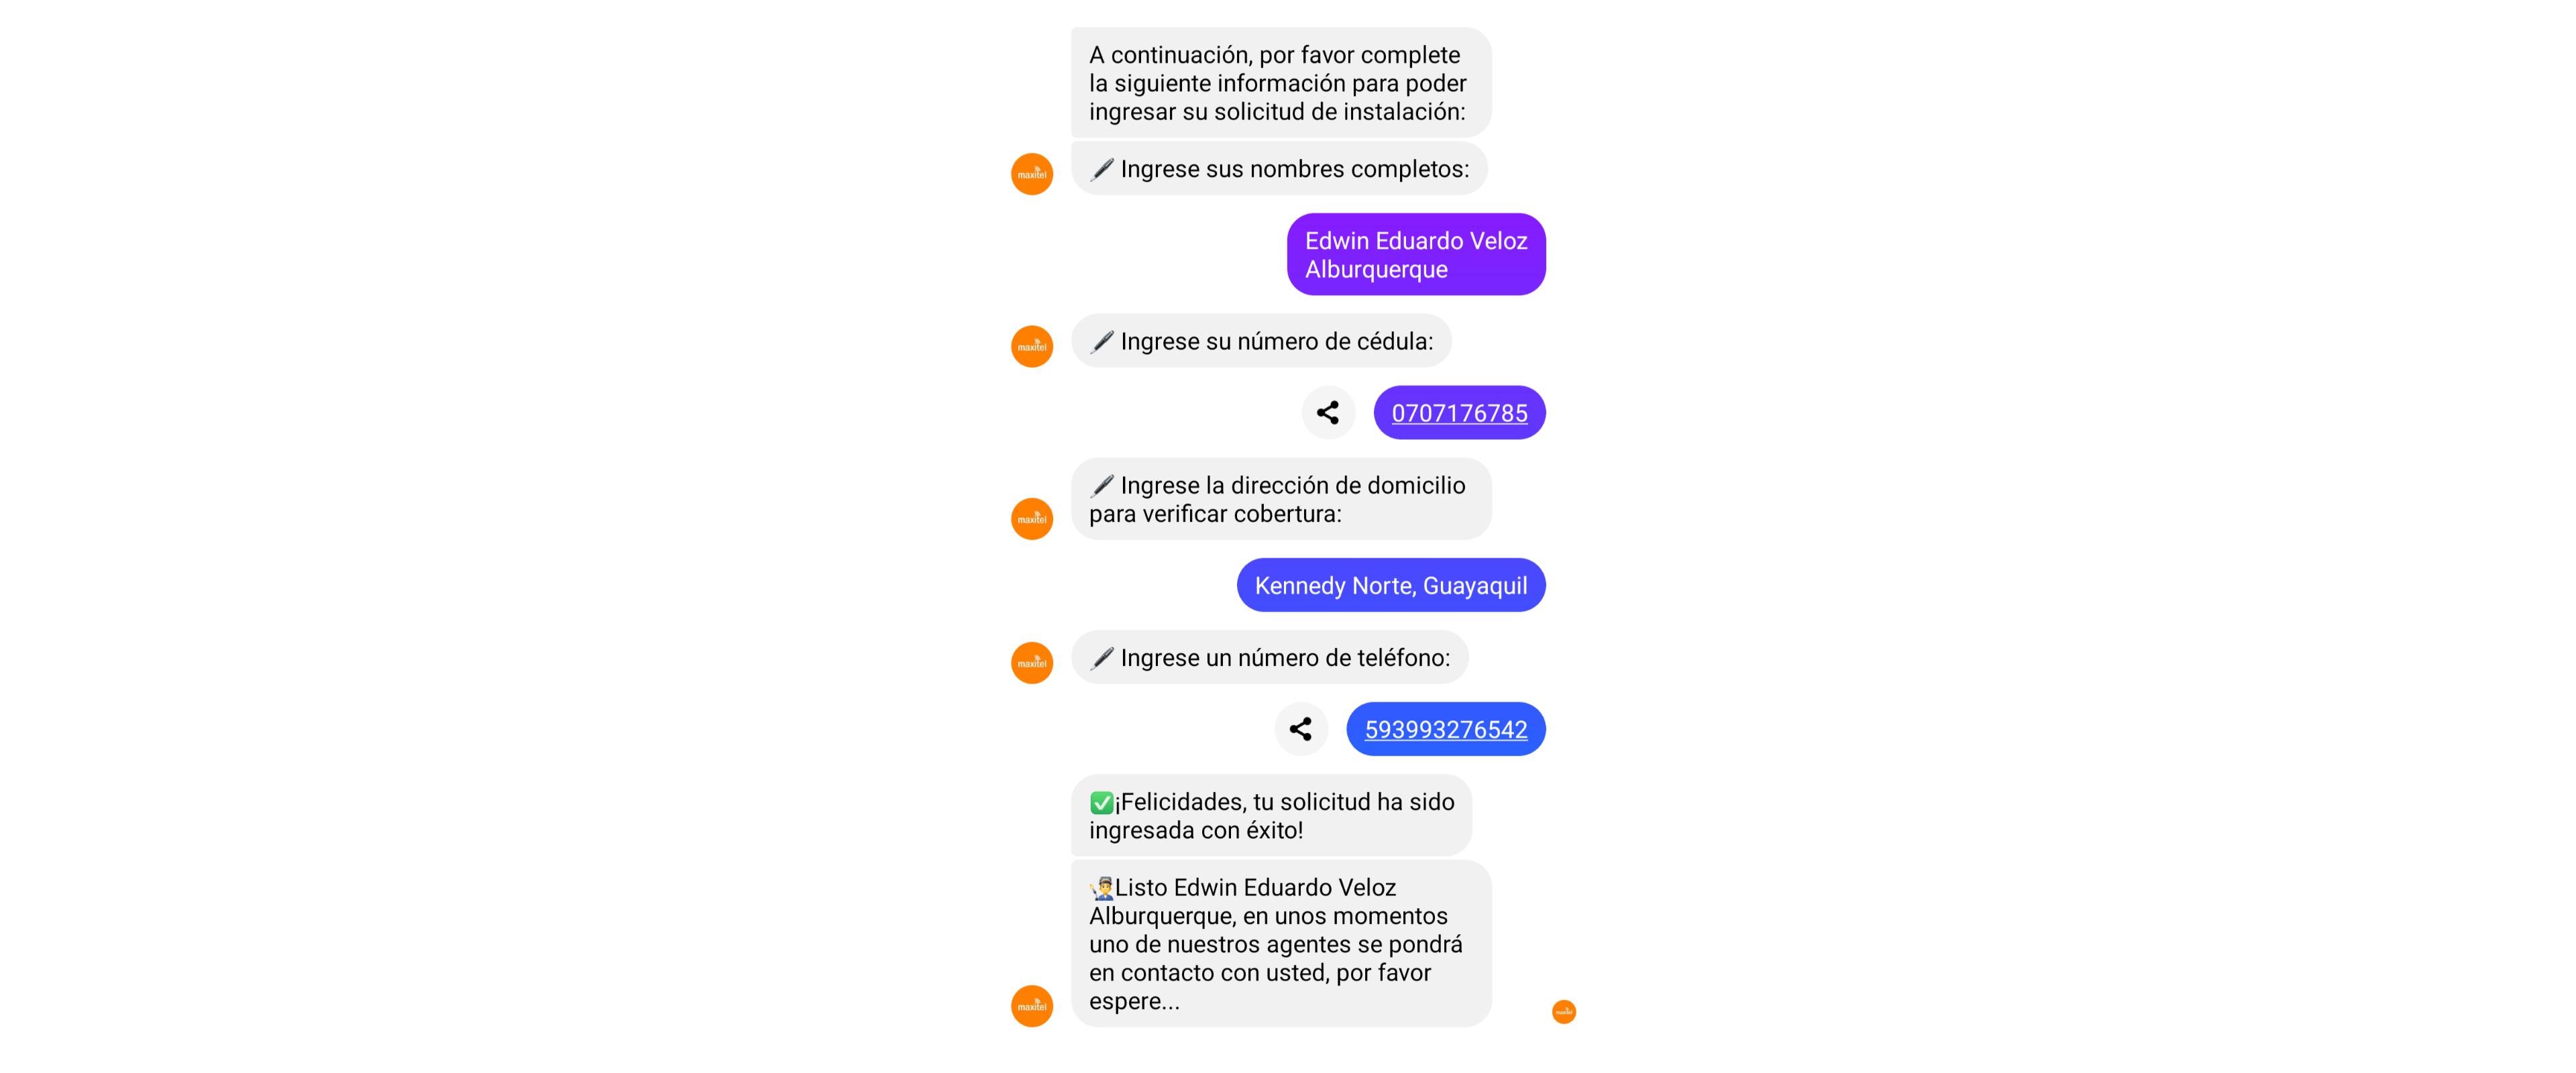 A continuación, por favor complete
la siguiente información para poder
ingresar su solicitud de instalación:
🖋️ Ingrese sus nombres completos:
maxitel
Edwin Eduardo Veloz
Alburquerque
🖋️ Ingrese su número de cédula:
maxitel
0707176785
🖋️ Ingrese la dirección de domicilio
para verificar cobertura:
maxitel
Kennedy Norte, Guayaquil
🖋️ Ingrese un número de teléfono:
maxitel
593993276542
✅¡Felicidades, tu solicitud ha sido
ingresada con éxito!
👨‍🏭Listo Edwin Eduardo Veloz
Alburquerque, en unos momentos
uno de nuestros agentes se pondrá
en contacto con usted, por favor
espere...
maxitel
maxitel